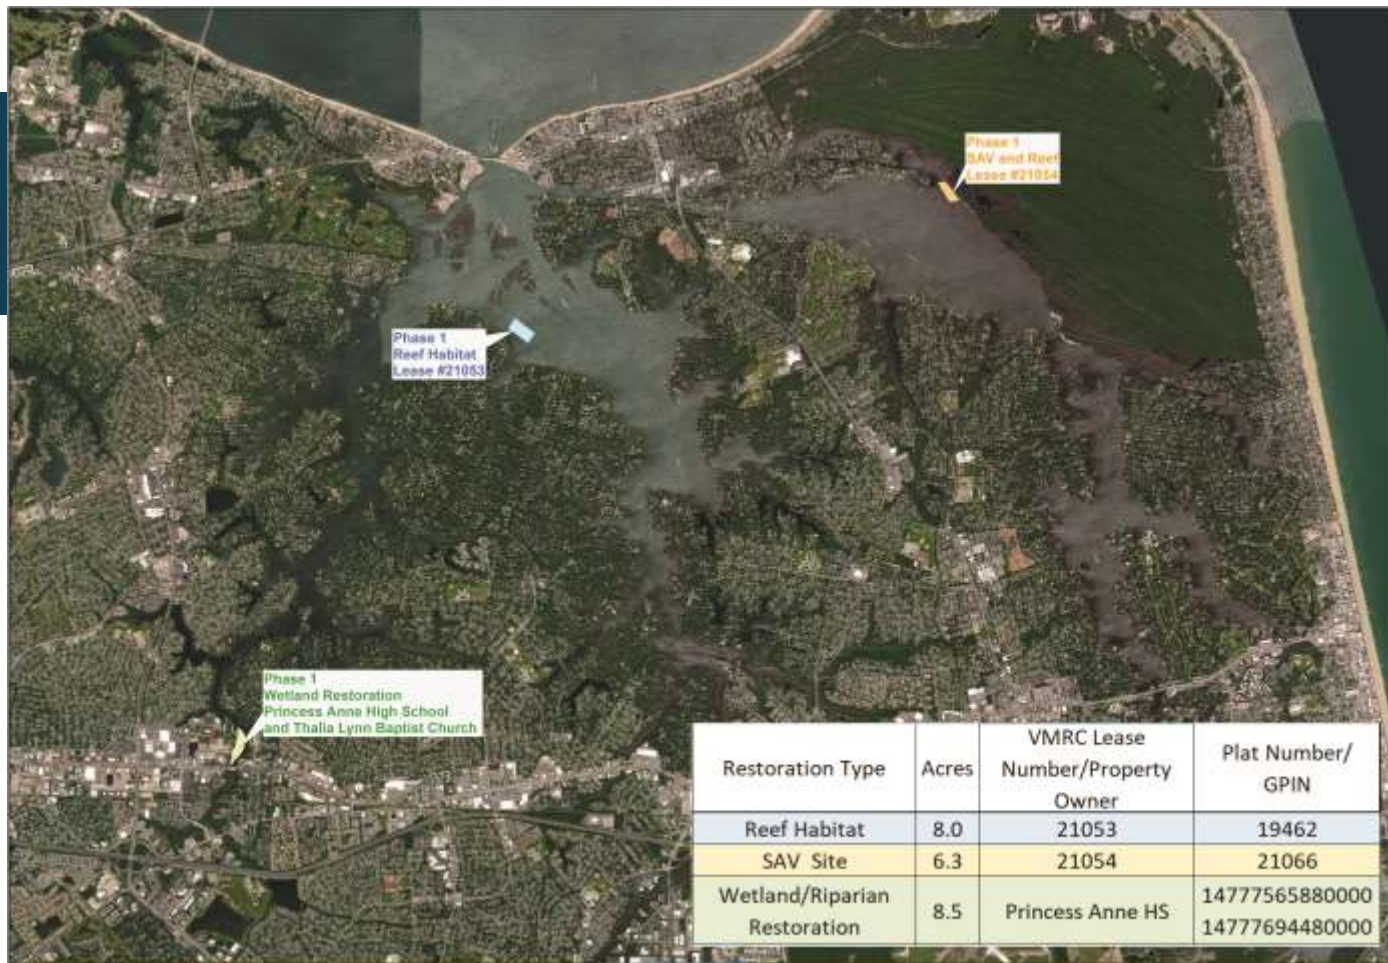 Phase 1
SAV and Reef
Lease #21054
Phase 1
Reef Habitat
Lease #21053
Phase 1
Wetland Restoration
Princess Anne High School
and Thalia Lynn Baptist Church
Restoration Type
Acres
VMRC Lease
Number/Property
Owner
Plat Number/
GPIN
Reef Habitat 8.0 21053 19462
SAV Site 6.3 21054 21066
Wetland/Riparian
Restoration
8.5
Princess Anne HS
14777565880000
14777694480000